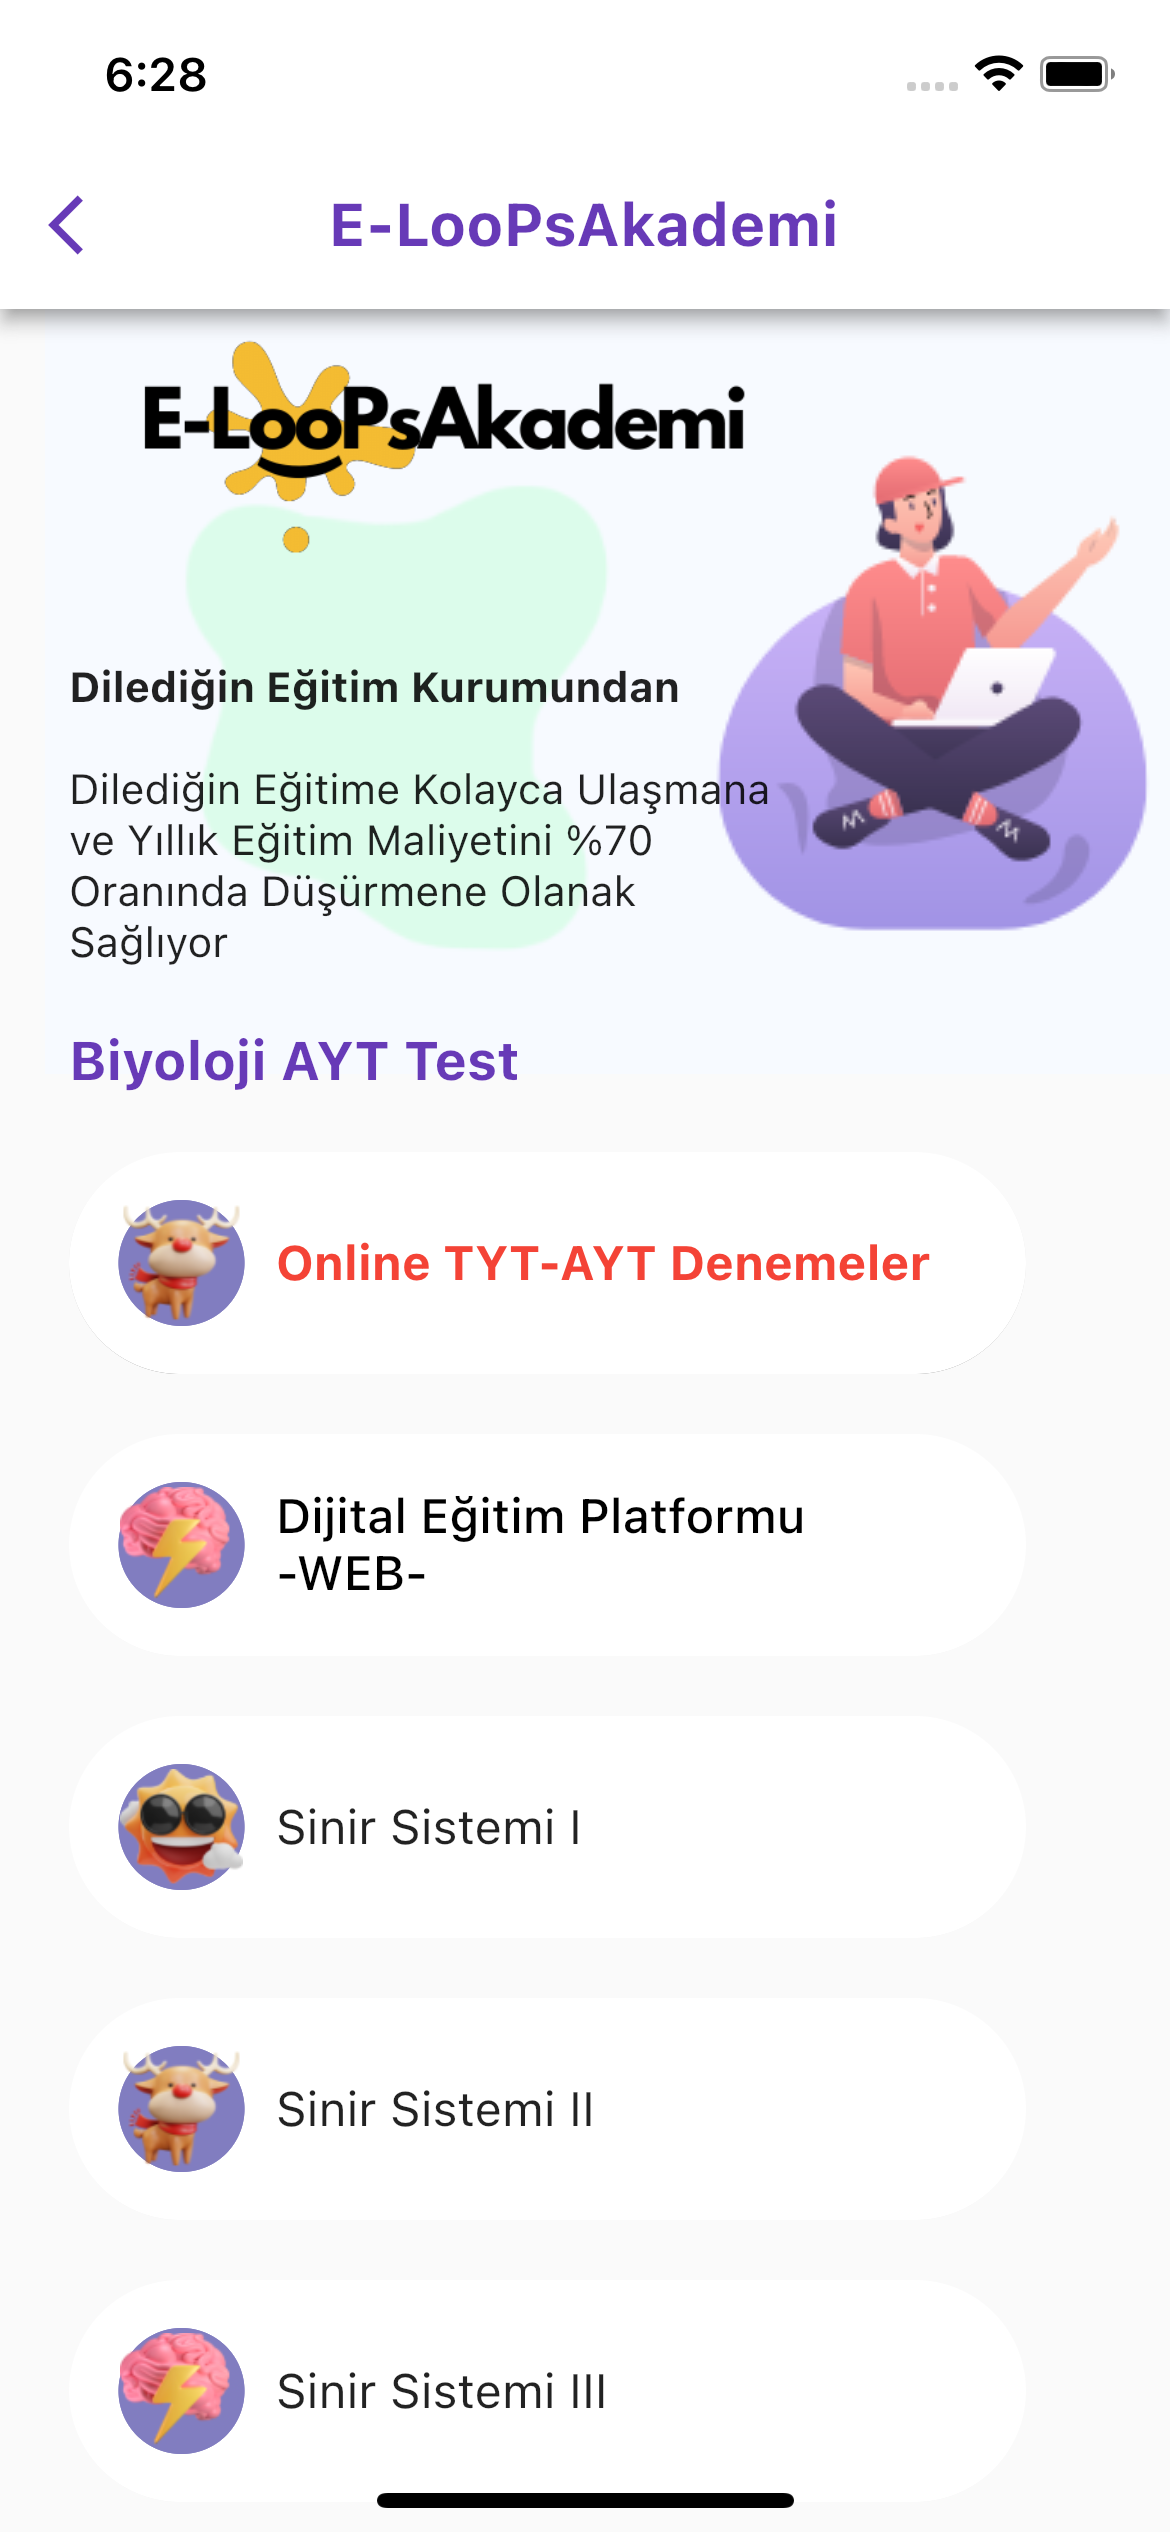 6:28
E-LooPsAkademi
E-LooPsAkademi
Dilediğin Eğitim Kurumundan
Dilediğin Eğitime Kolayca Ulaşmana
ve Yıllık Eğitim Maliyetini %70
Oranında Düşürmene Olanak
Sağlıyor
Biyoloji AYT Test
Online TYT-AYT Denemeler
Dijital Eğitim Platformu
-WEB-
Sinir Sistemi I
Sinir Sistemi II
Sinir Sistemi III